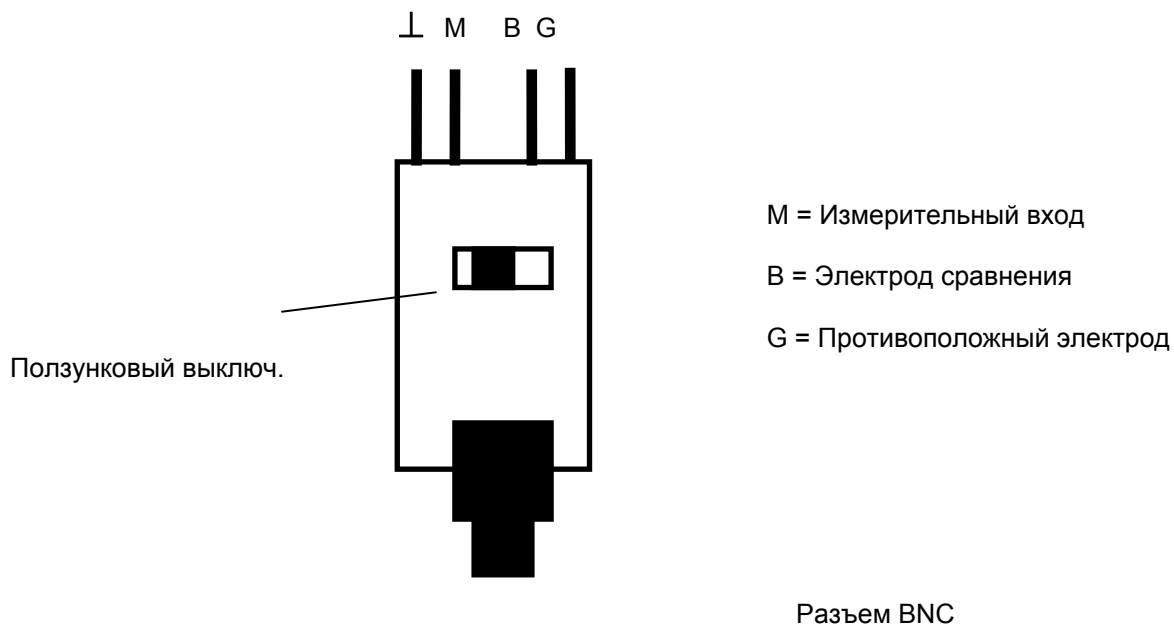 ⊥ M B G
M = Измерительный вход
B = Электрод сравнения
G = Противоположный электрод
Ползунковый выключ.
Разъем BNC